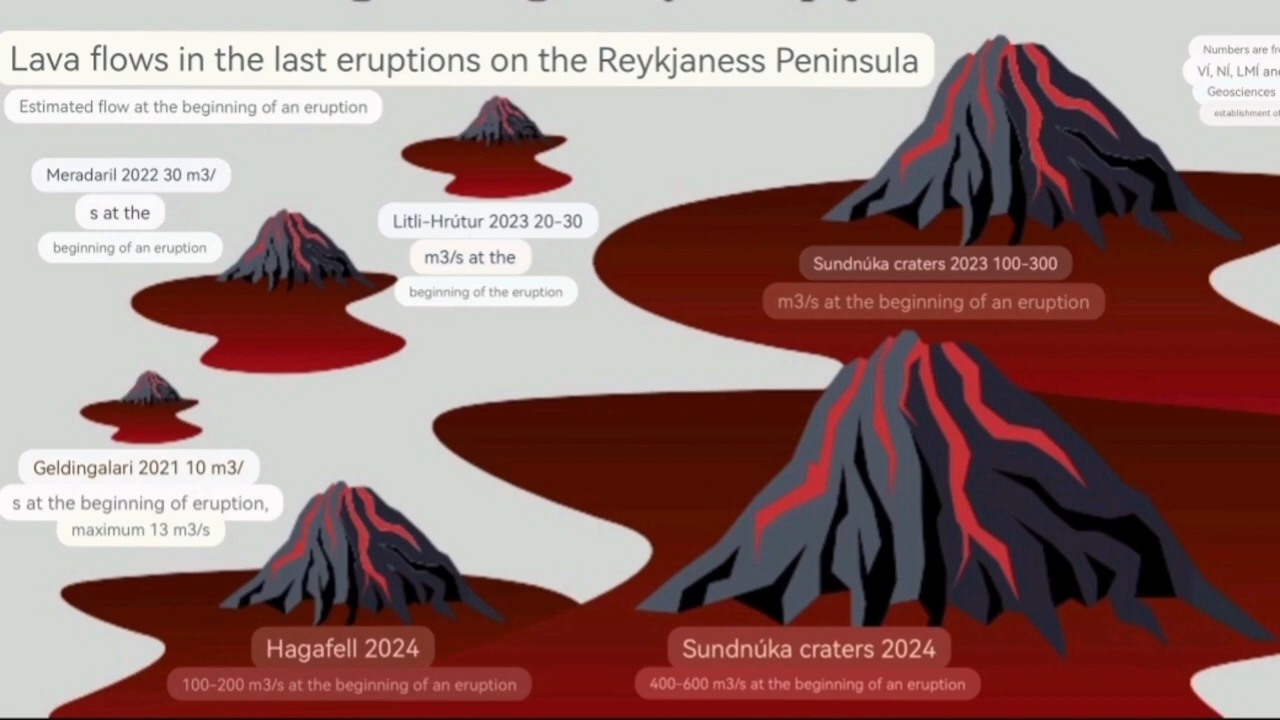 Lava flows in the last eruptions on the Reykjaness Peninsula
Estimated flow at the beginning of an eruption
Numbers are
VÍ, NÍ, LMÍ
Geosciences
establishment
Meradaril 2022 30 m3/
s at the
beginning of an eruption
Litli-Hrútur 2023 20-30
m3/s at the
beginning of the eruption
Sundnúka craters 2023 100-300
m3/s at the beginning of an eruption
Geldingalari 2021 10 m3/
s at the beginning of eruption,
maximum 13 m3/s
Hagafell 2024
100-200 m3/s at the beginning of an eruption
Sundnúka craters 2024
400-600 m3/s at the beginning of an eruption